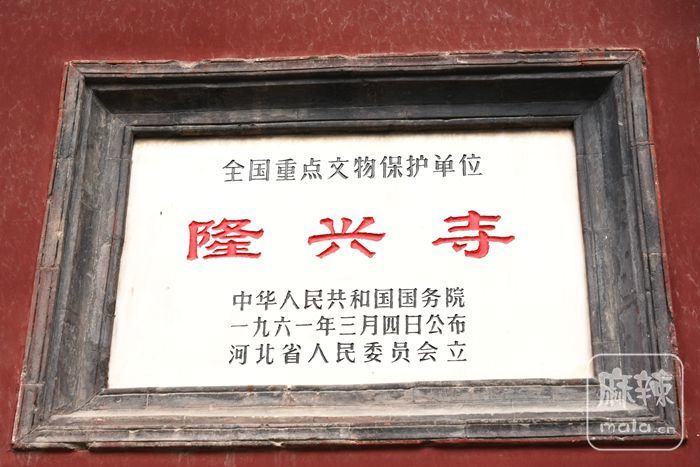 全国重点文物保护单位
隆兴寺
中华人民共和国国务院
一九六一年三月四日公布
河北省人民委员会立
麻辣
mala.cn